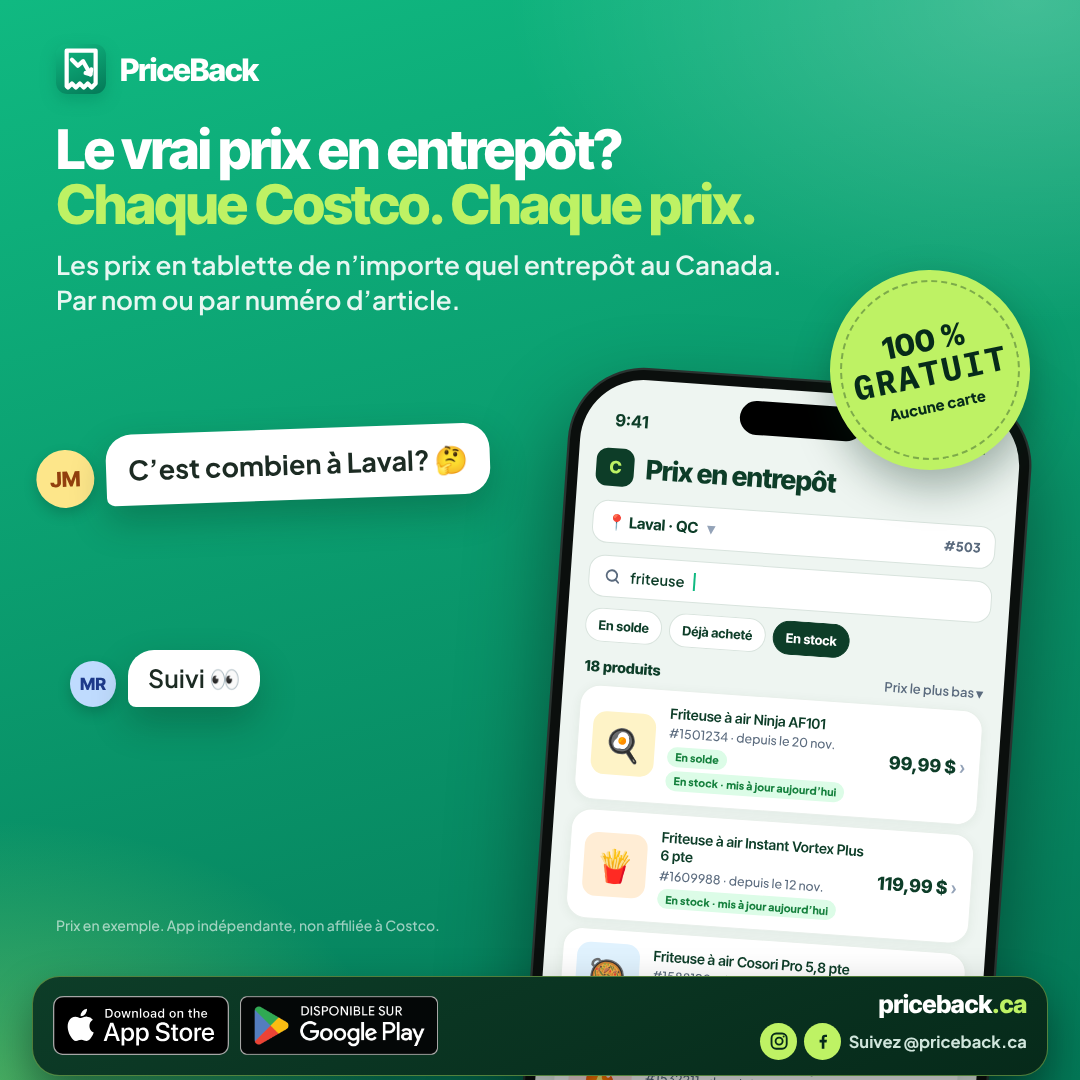 PriceBack
Le vrai prix en entrepôt?
Chaque Costco. Chaque prix.
Les prix en tablette de n’importe quel entrepôt au Canada.
Par nom ou par numéro d’article.
100 %
GRATUIT
Aucune carte
JM
C’est combien à Laval? 🤔
MR
Suivi 👀
9:41
C
Prix en entrepôt
📍 Laval · QC ▼
#503
friteuse
En solde
Déjà acheté
En stock
18 produits
Prix le plus bas ▾
Friteuse à air Ninja AF101
#1501234 · depuis le 20 nov.
En solde
En stock · mis à jour aujourd’hui
99,99 $ ›
Friteuse à air Instant Vortex Plus
6 pte
#1609988 · depuis le 12 nov.
En stock · mis à jour aujourd’hui
119,99 $ ›
Friteuse à air Cosori Pro 5,8 pte
Prix en exemple. App indépendante, non affiliée à Costco.
Download on the
App Store
DISPONIBLE SUR
Google Play
priceback.ca
Suivez @priceback.ca